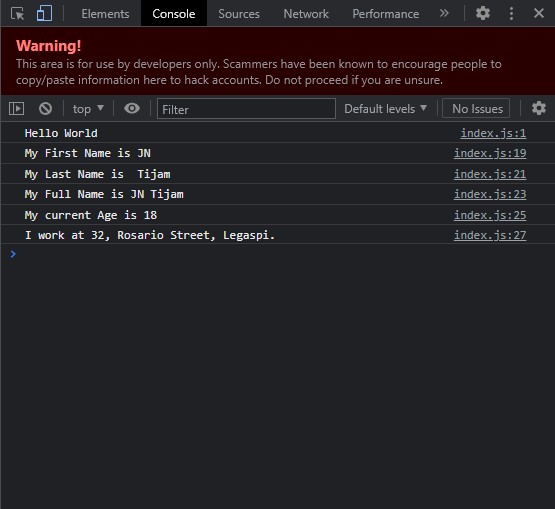 Elements Console Sources Network Performance »
Warning!
This area is for use by developers only. Scammers have been known to encourage people to
copy/paste information here to hack accounts. Do not proceed if you are unsure.
top ▼ Filter Default levels ▼ No Issues
Hello World index.js:1
My First Name is JN index.js:19
My Last Name is  Tijam index.js:21
My Full Name is JN Tijam index.js:23
My current Age is 18 index.js:25
I work at 32, Rosario Street, Legaspi. index.js:27